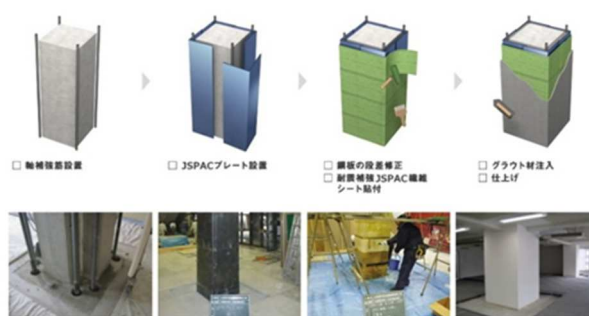 □ 軸補強筋設置
□ JSPACプレート設置
□ 鋼板の段差修正
□ 耐震補強JSPAC繊維
シート貼付
□ グラウト材注入
□ 仕上げ